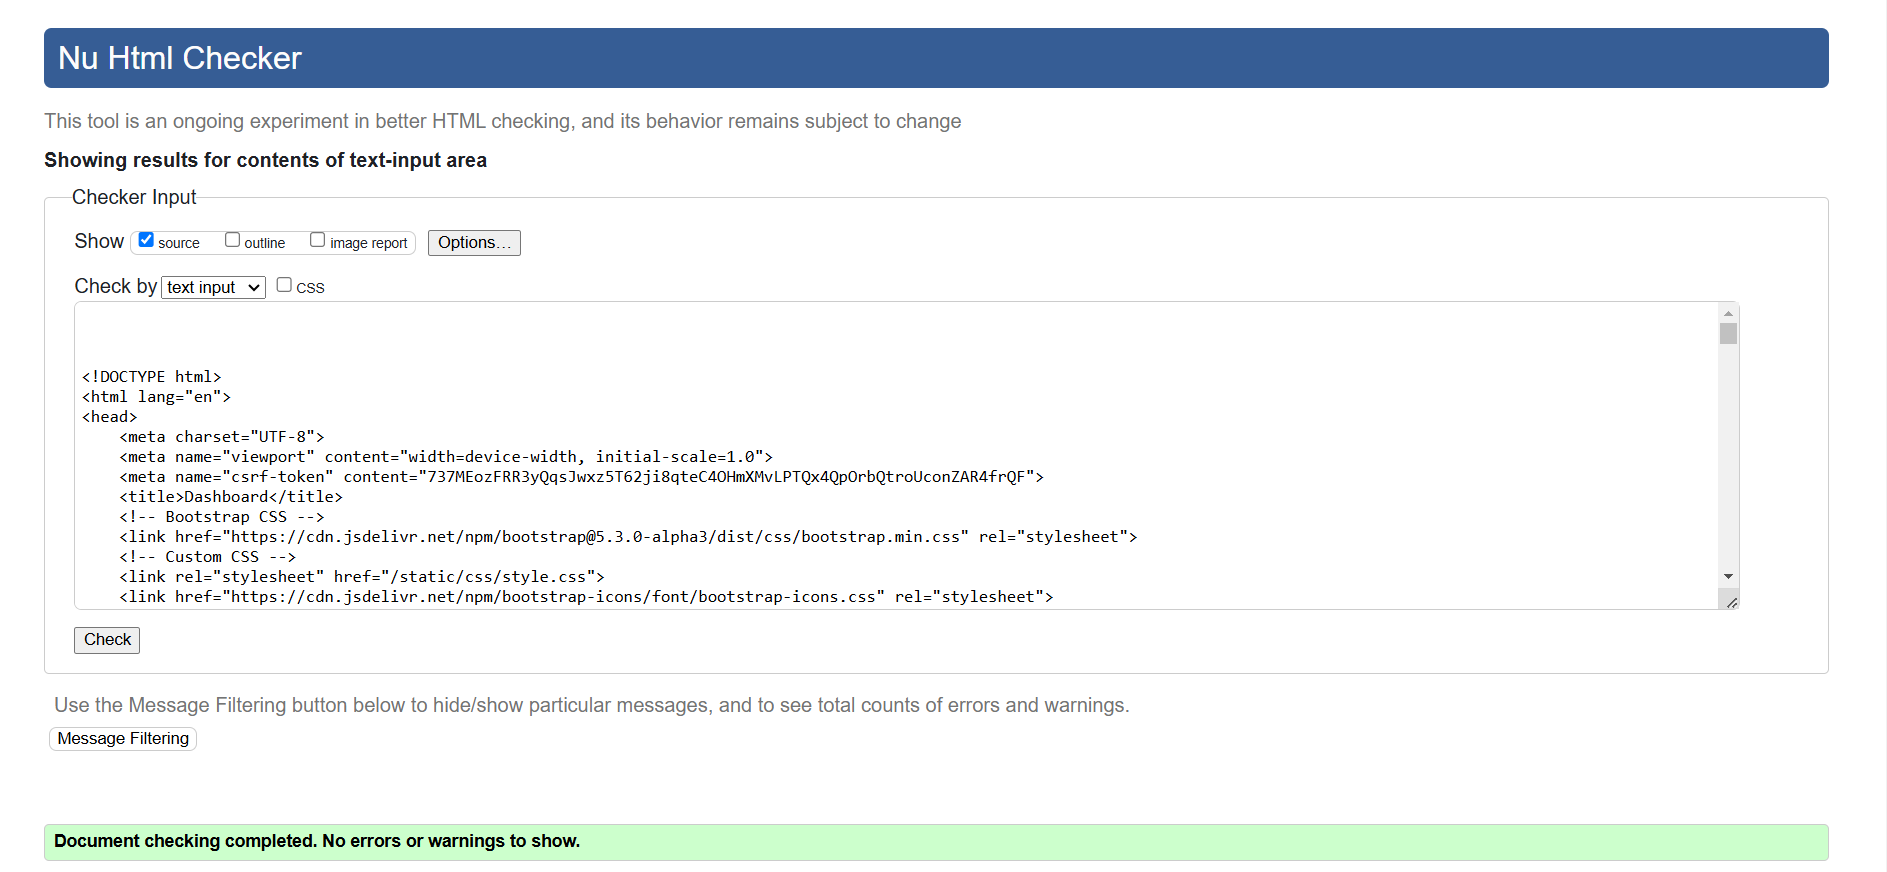 Nu Html Checker
This tool is an ongoing experiment in better HTML checking, and its behavior remains subject to change
Showing results for contents of text-input area
Checker Input
Show source outline image report Options...
Check by text input CSS
<!DOCTYPE html>
<html lang="en">
<head>
    <meta charset="UTF-8">
    <meta name="viewport" content="width=device-width, initial-scale=1.0">
    <meta name="csrf-token" content="737MEozFRR3yQqsJwxz5T62ji8qteC4OHmXMvLPTQx4QpOrbQtroUconZAR4frQF">
    <title>Dashboard</title>
    <!-- Bootstrap CSS -->
    <link href="https://cdn.jsdelivr.net/npm/bootstrap@5.3.0-alpha3/dist/css/bootstrap.min.css" rel="stylesheet">
    <!-- Custom CSS -->
    <link rel="stylesheet" href="/static/css/style.css">
    <link href="https://cdn.jsdelivr.net/npm/bootstrap-icons/font/bootstrap-icons.css" rel="stylesheet">
Check
Use the Message Filtering button below to hide/show particular messages, and to see total counts of errors and warnings.
Message Filtering
Document checking completed. No errors or warnings to show.